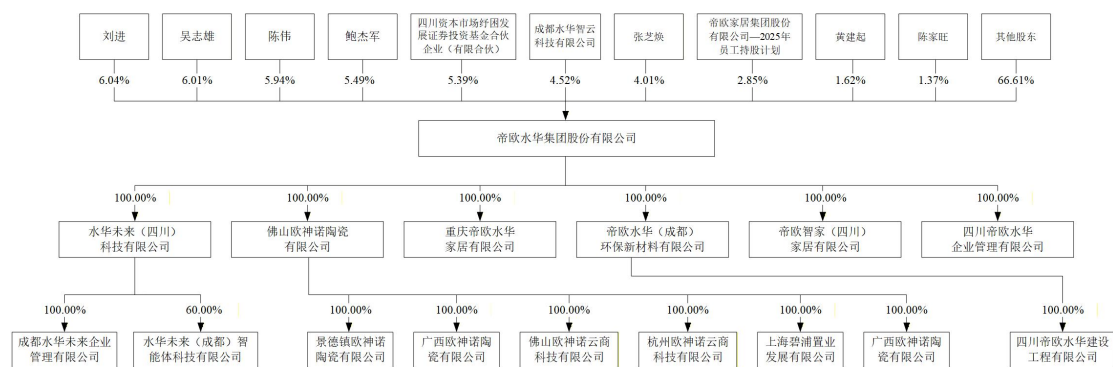 刘进
吴志雄
陈伟
鲍杰军
四川资本市场纾困发
展证券投资基金合伙
企业（有限合伙）
成都水华智云
科技有限公司
张芝焕
帝欧家居集团股份
有限公司—2025年
员工持股计划
黄建起
陈家旺
其他股东
6.04%
6.01%
5.94%
5.49%
5.39%
4.52%
4.01%
2.85%
1.62%
1.37%
66.61%
帝欧水华集团股份有限公司
100.00%
100.00%
100.00%
100.00%
100.00%
100.00%
水华未来（四川）
科技有限公司
佛山欧神诺陶瓷
有限公司
重庆帝欧水华
家居有限公司
帝欧水华（成都）
环保新材料有限公司
帝欧智家（四川）
家居有限公司
四川帝欧水华
企业管理有限公司
100.00%
60.00%
100.00%
100.00%
100.00%
100.00%
100.00%
100.00%
100.00%
成都水华未来企业
管理有限公司
水华未来（成都）智
能体科技有限公司
景德镇欧神诺
陶瓷有限公司
广西欧神诺陶
瓷有限公司
佛山欧神诺云商
科技有限公司
杭州欧神诺云商
科技有限公司
上海碧浦置业
发展有限公司
广西欧神诺陶
瓷有限公司
四川帝欧水华建设
工程有限公司